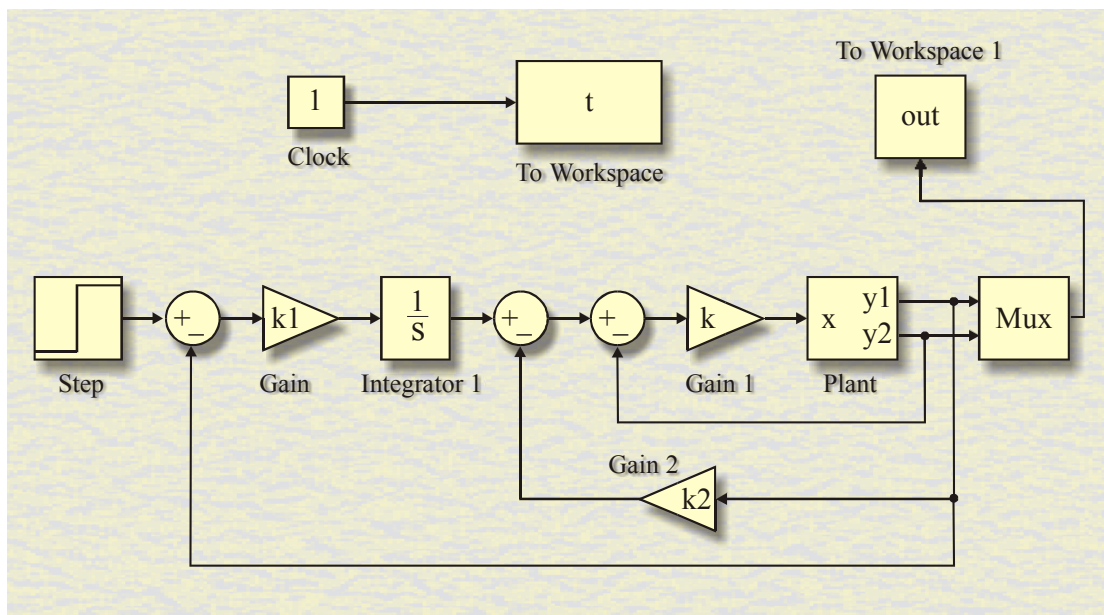 To Workspace 1
1
t
out
Clock
To Workspace
+
−
k1
1
s
+
−
+
−
k
x
y1
y2
Mux
Step
Gain
Integrator 1
Gain 1
Plant
Gain 2
k2